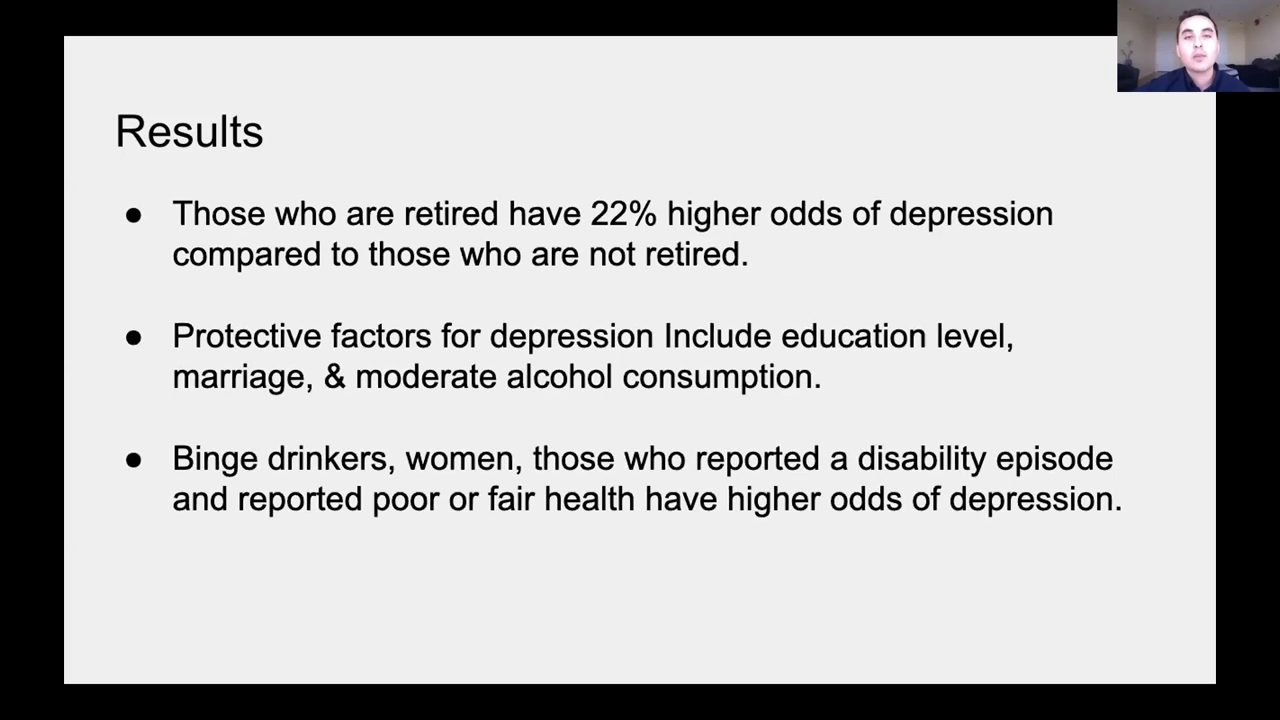 Results
● Those who are retired have 22% higher odds of depression
compared to those who are not retired.
● Protective factors for depression Include education level,
marriage, & moderate alcohol consumption.
● Binge drinkers, women, those who reported a disability episode
and reported poor or fair health have higher odds of depression.